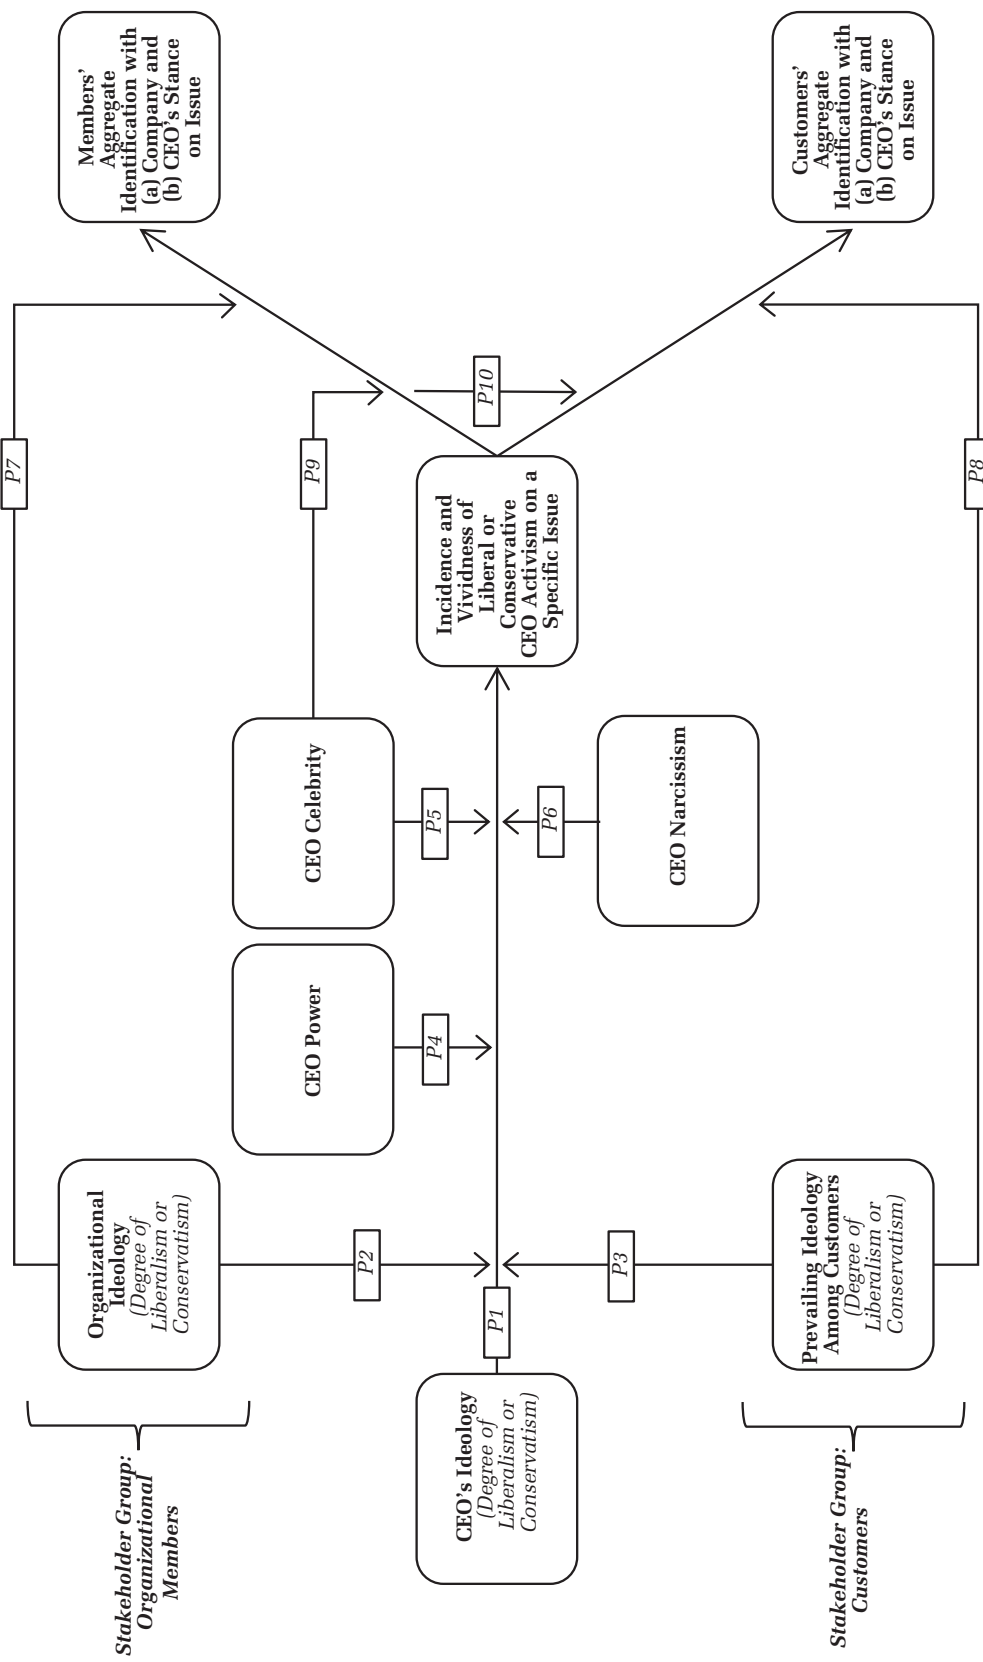 Stakeholder Group:
Organizational
Members
Organizational
Ideology
(Degree of
Liberalism or
Conservatism)
P7
Members'
Aggregate
Identification with
(a) Company and
(b) CEO's Stance
on Issue
P2
CEO Power
P4
CEO Celebrity
P5
P9
CEO's Ideology
(Degree of
Liberalism or
Conservatism)
P1
Incidence and
Vividness of
Liberal or
Conservative
CEO Activism on a
Specific Issue
P10
P6
CEO Narcissism
P3
Stakeholder Group:
Customers
Prevailing Ideology
Among Customers
(Degree of
Liberalism or
Conservatism)
P8
Customers'
Aggregate
Identification with
(a) Company and
(b) CEO's Stance
on Issue